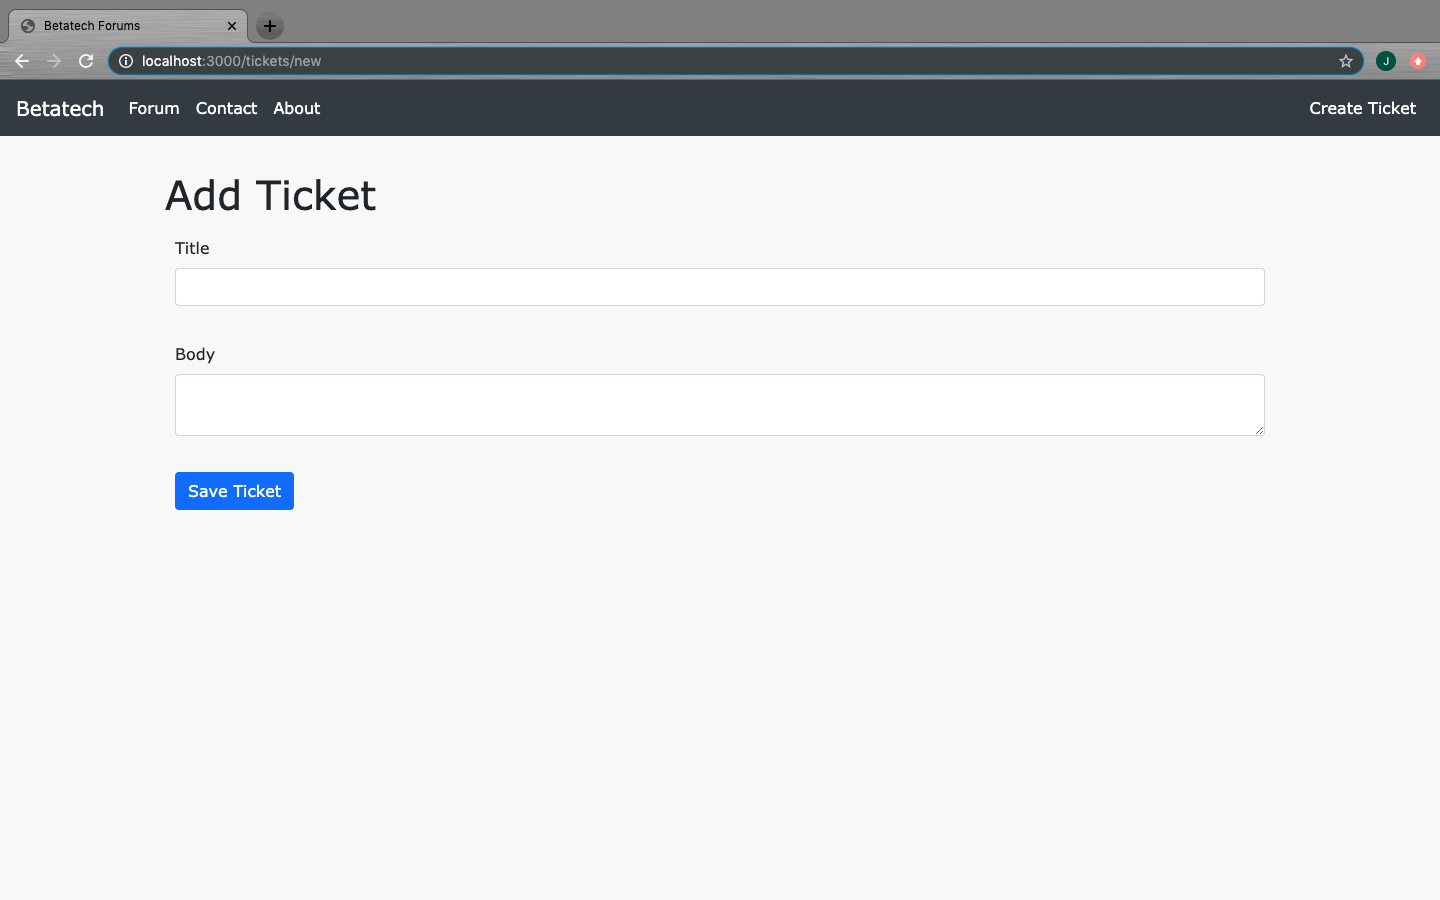 Betatech Forums
localhost:3000/tickets/new
J
Betatech Forum Contact About Create Ticket
Add Ticket
Title
Body
Save Ticket